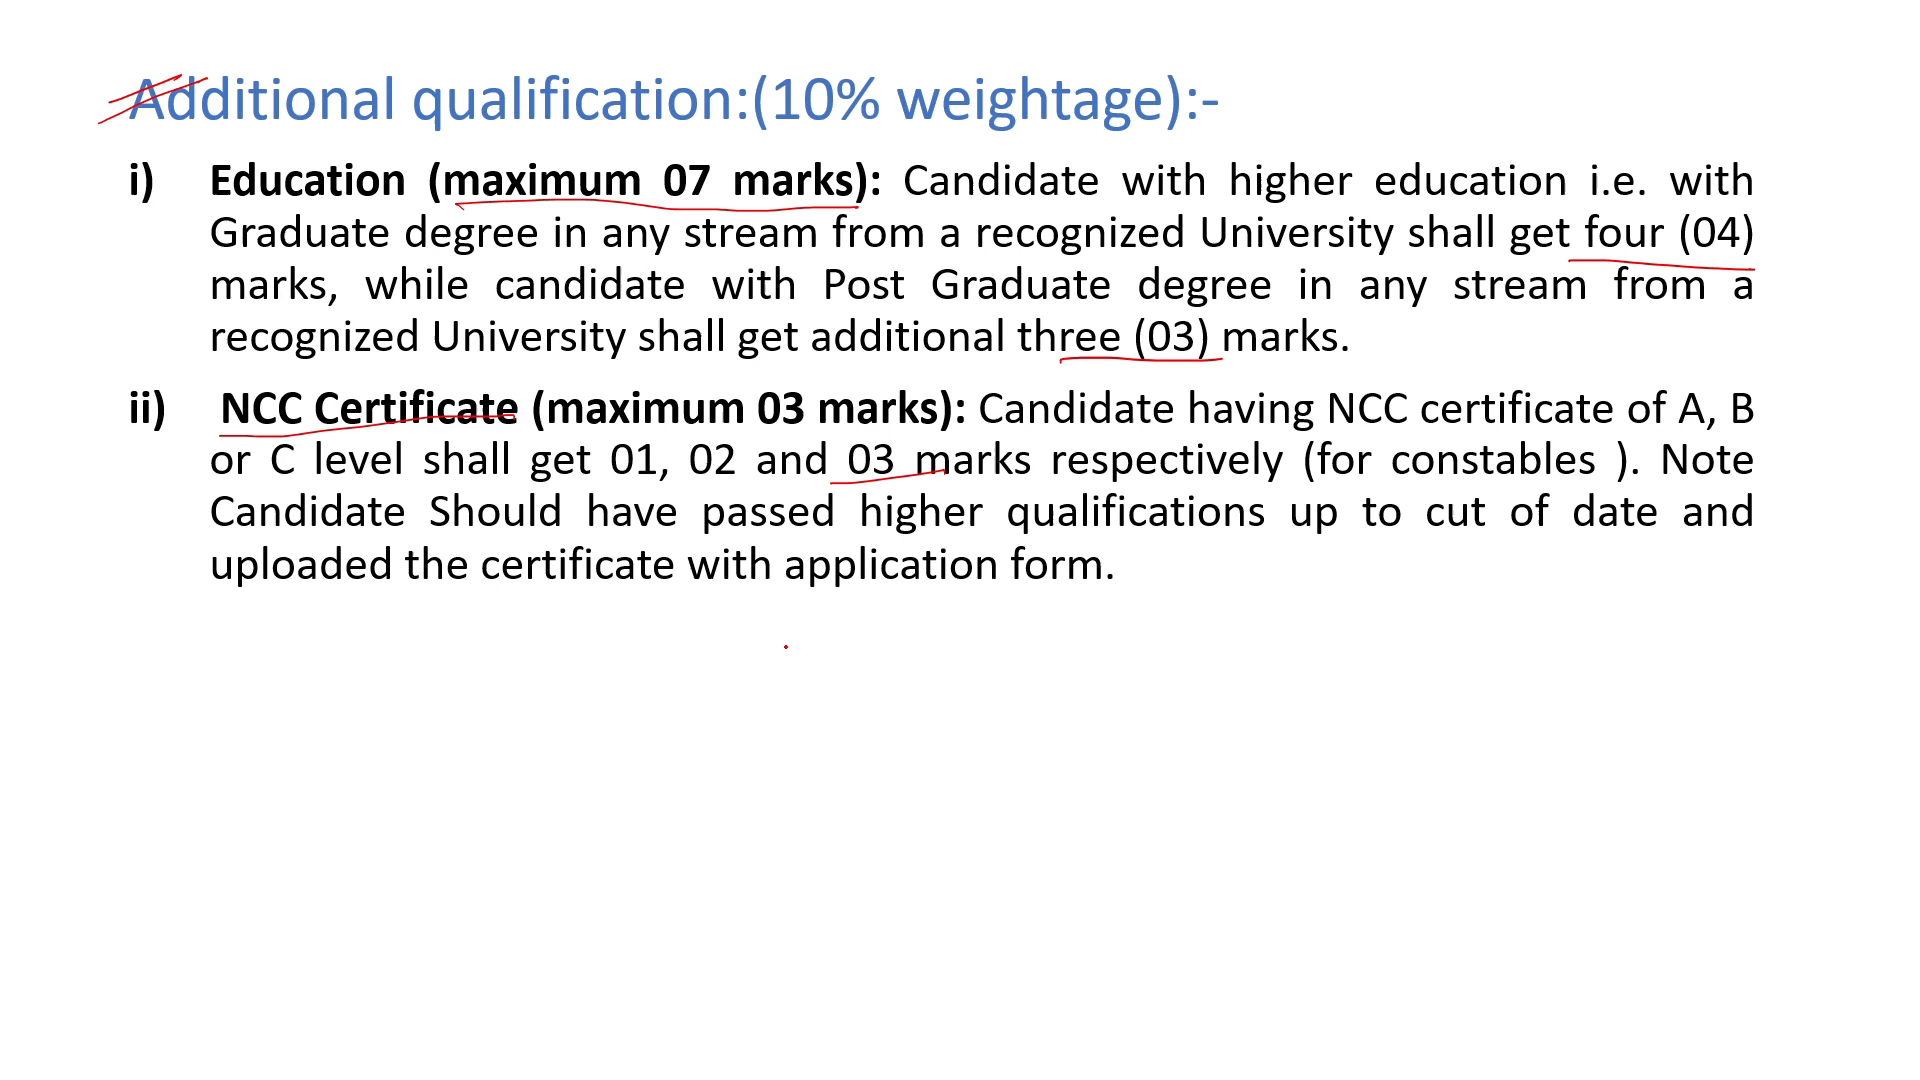 Additional qualification:(10% weightage):-
i) Education (maximum 07 marks): Candidate with higher education i.e. with
Graduate degree in any stream from a recognized University shall get four (04)
marks, while candidate with Post Graduate degree in any stream from a
recognized University shall get additional three (03) marks.
ii) NCC Certificate (maximum 03 marks): Candidate having NCC certificate of A, B
or C level shall get 01, 02 and 03 marks respectively (for constables ). Note
Candidate Should have passed higher qualifications up to cut of date and
uploaded the certificate with application form.